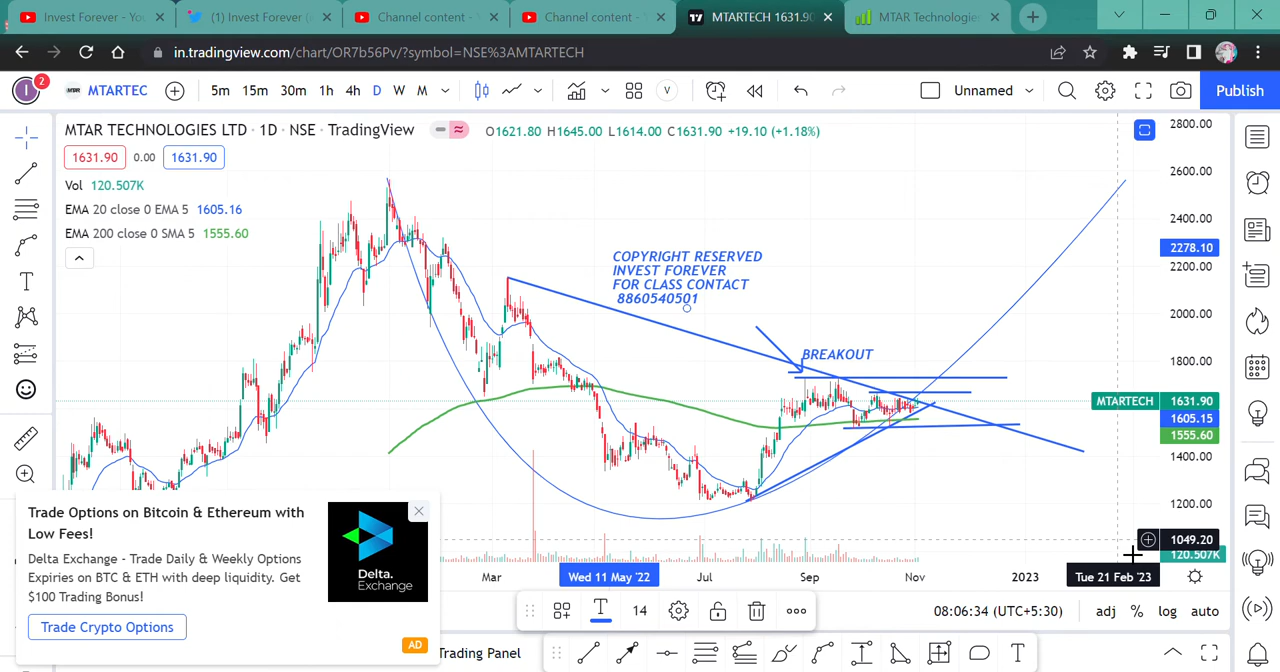 Invest Forever - You
(1) Invest Forever (
Channel content -
Channel content -
MTARTECH 1631.90
MTAR Technologies
in.tradingview.com/chart/OR7b56Pv/?symbol=NSE%3AMTARTECH
2
MTARTEC
5m 15m 30m 1h 4h D W M
V
Unnamed
Publish
MTAR TECHNOLOGIES LTD · 1D · NSE · TradingView
O1621.80 H1645.00 L1614.00 C1631.90 +19.10 (+1.18%)
1631.90 0.00 1631.90
Vol 120.507K
EMA 20 close 0 EMA 5 1605.16
EMA 200 close 0 SMA 5 1555.60
COPYRIGHT RESERVED
INVEST FOREVER
FOR CLASS CONTACT
8860540501
BREAKOUT
2800.00
2600.00
2400.00
2278.10
2200.00
2000.00
1800.00
MTARTECH 1631.90
1605.15
1555.60
1400.00
1200.00
1049.20
120.507K
Mar
Wed 11 May '22
Jul
Sep
Nov
2023
Tue 21 Feb '23
Trade Options on Bitcoin & Ethereum with
Low Fees!
Delta Exchange - Trade Daily & Weekly Options
Expiries on BTC & ETH with deep liquidity. Get
$100 Trading Bonus!
Trade Crypto Options
Delta.
Exchange
AD
T 14
08:06:34 (UTC+5:30) adj % log auto
Trading Panel